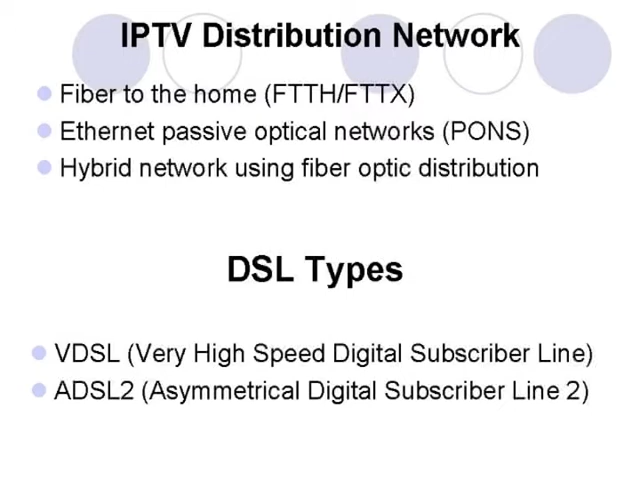 IPTV Distribution Network
Fiber to the home (FTTH/FTTX)
Ethernet passive optical networks (PONS)
Hybrid network using fiber optic distribution
DSL Types
VDSL (Very High Speed Digital Subscriber Line)
ADSL2 (Asymmetrical Digital Subscriber Line 2)